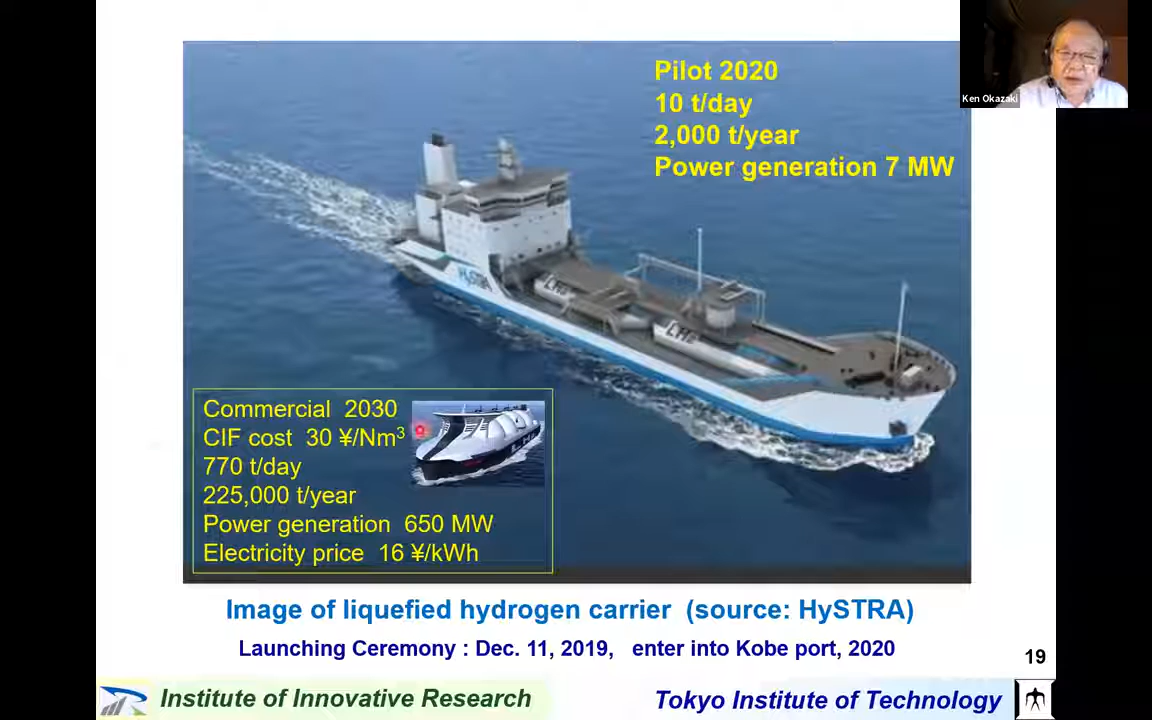 Pilot 2020
10 t/day
2,000 t/year
Power generation 7 MW
Ken Okazaki
HySTRA
LH₂
LH₂
Commercial 2030
CIF cost 30 ¥/Nm³
770 t/day
225,000 t/year
Power generation 650 MW
Electricity price 16 ¥/kWh
Image of liquefied hydrogen carrier (source: HySTRA)
Launching Ceremony : Dec. 11, 2019, enter into Kobe port, 2020
19
Institute of Innovative Research
Tokyo Institute of Technology